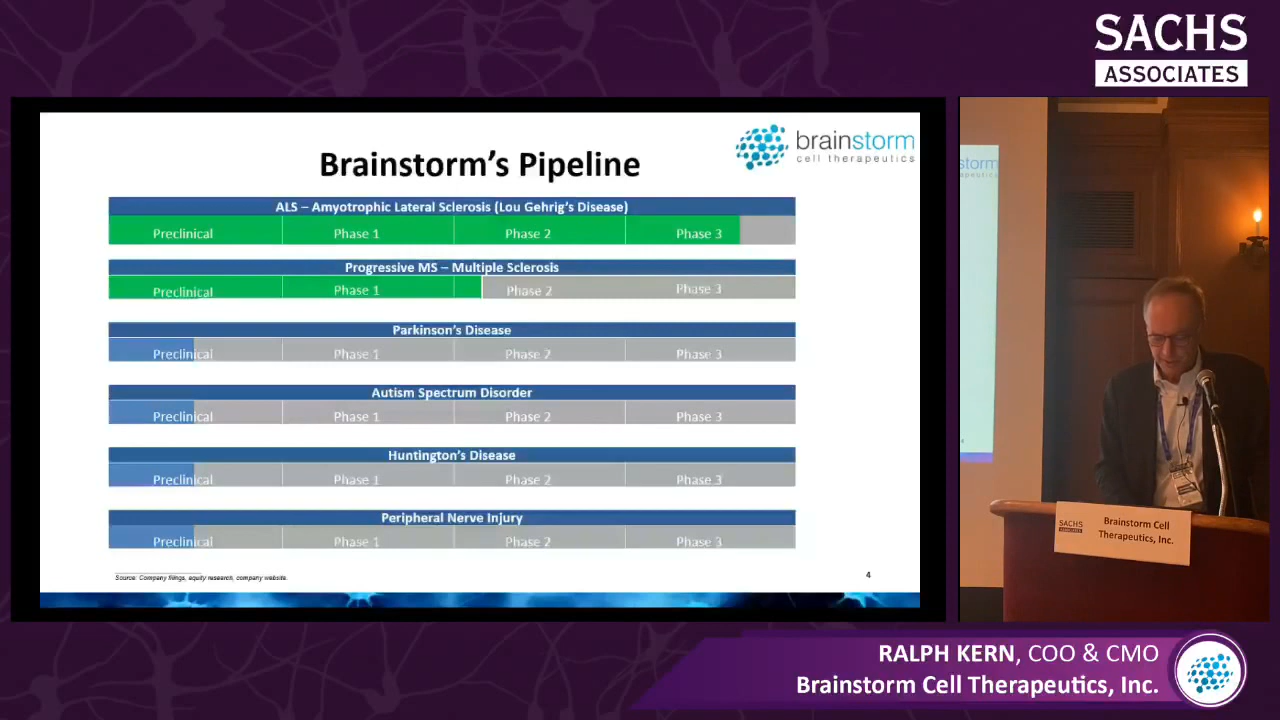 SACHS
ASSOCIATES
brainstorm
cell therapeutics
Brainstorm's Pipeline
ALS – Amyotrophic Lateral Sclerosis (Lou Gehrig's Disease)
Preclinical Phase 1 Phase 2 Phase 3
Progressive MS – Multiple Sclerosis
Preclinical Phase 1 Phase 2 Phase 3
Parkinson's Disease
Preclinical Phase 1 Phase 2 Phase 3
Autism Spectrum Disorder
Preclinical Phase 1 Phase 2 Phase 3
Huntington's Disease
Preclinical Phase 1 Phase 2 Phase 3
Peripheral Nerve Injury
Preclinical Phase 1 Phase 2 Phase 3
Source: Company filings, equity research, company website.
4
storm
apeutics
SACHS
ASSOCIATES
Brainstorm Cell
Therapeutics, Inc.
RALPH KERN, COO & CMO
Brainstorm Cell Therapeutics, Inc.